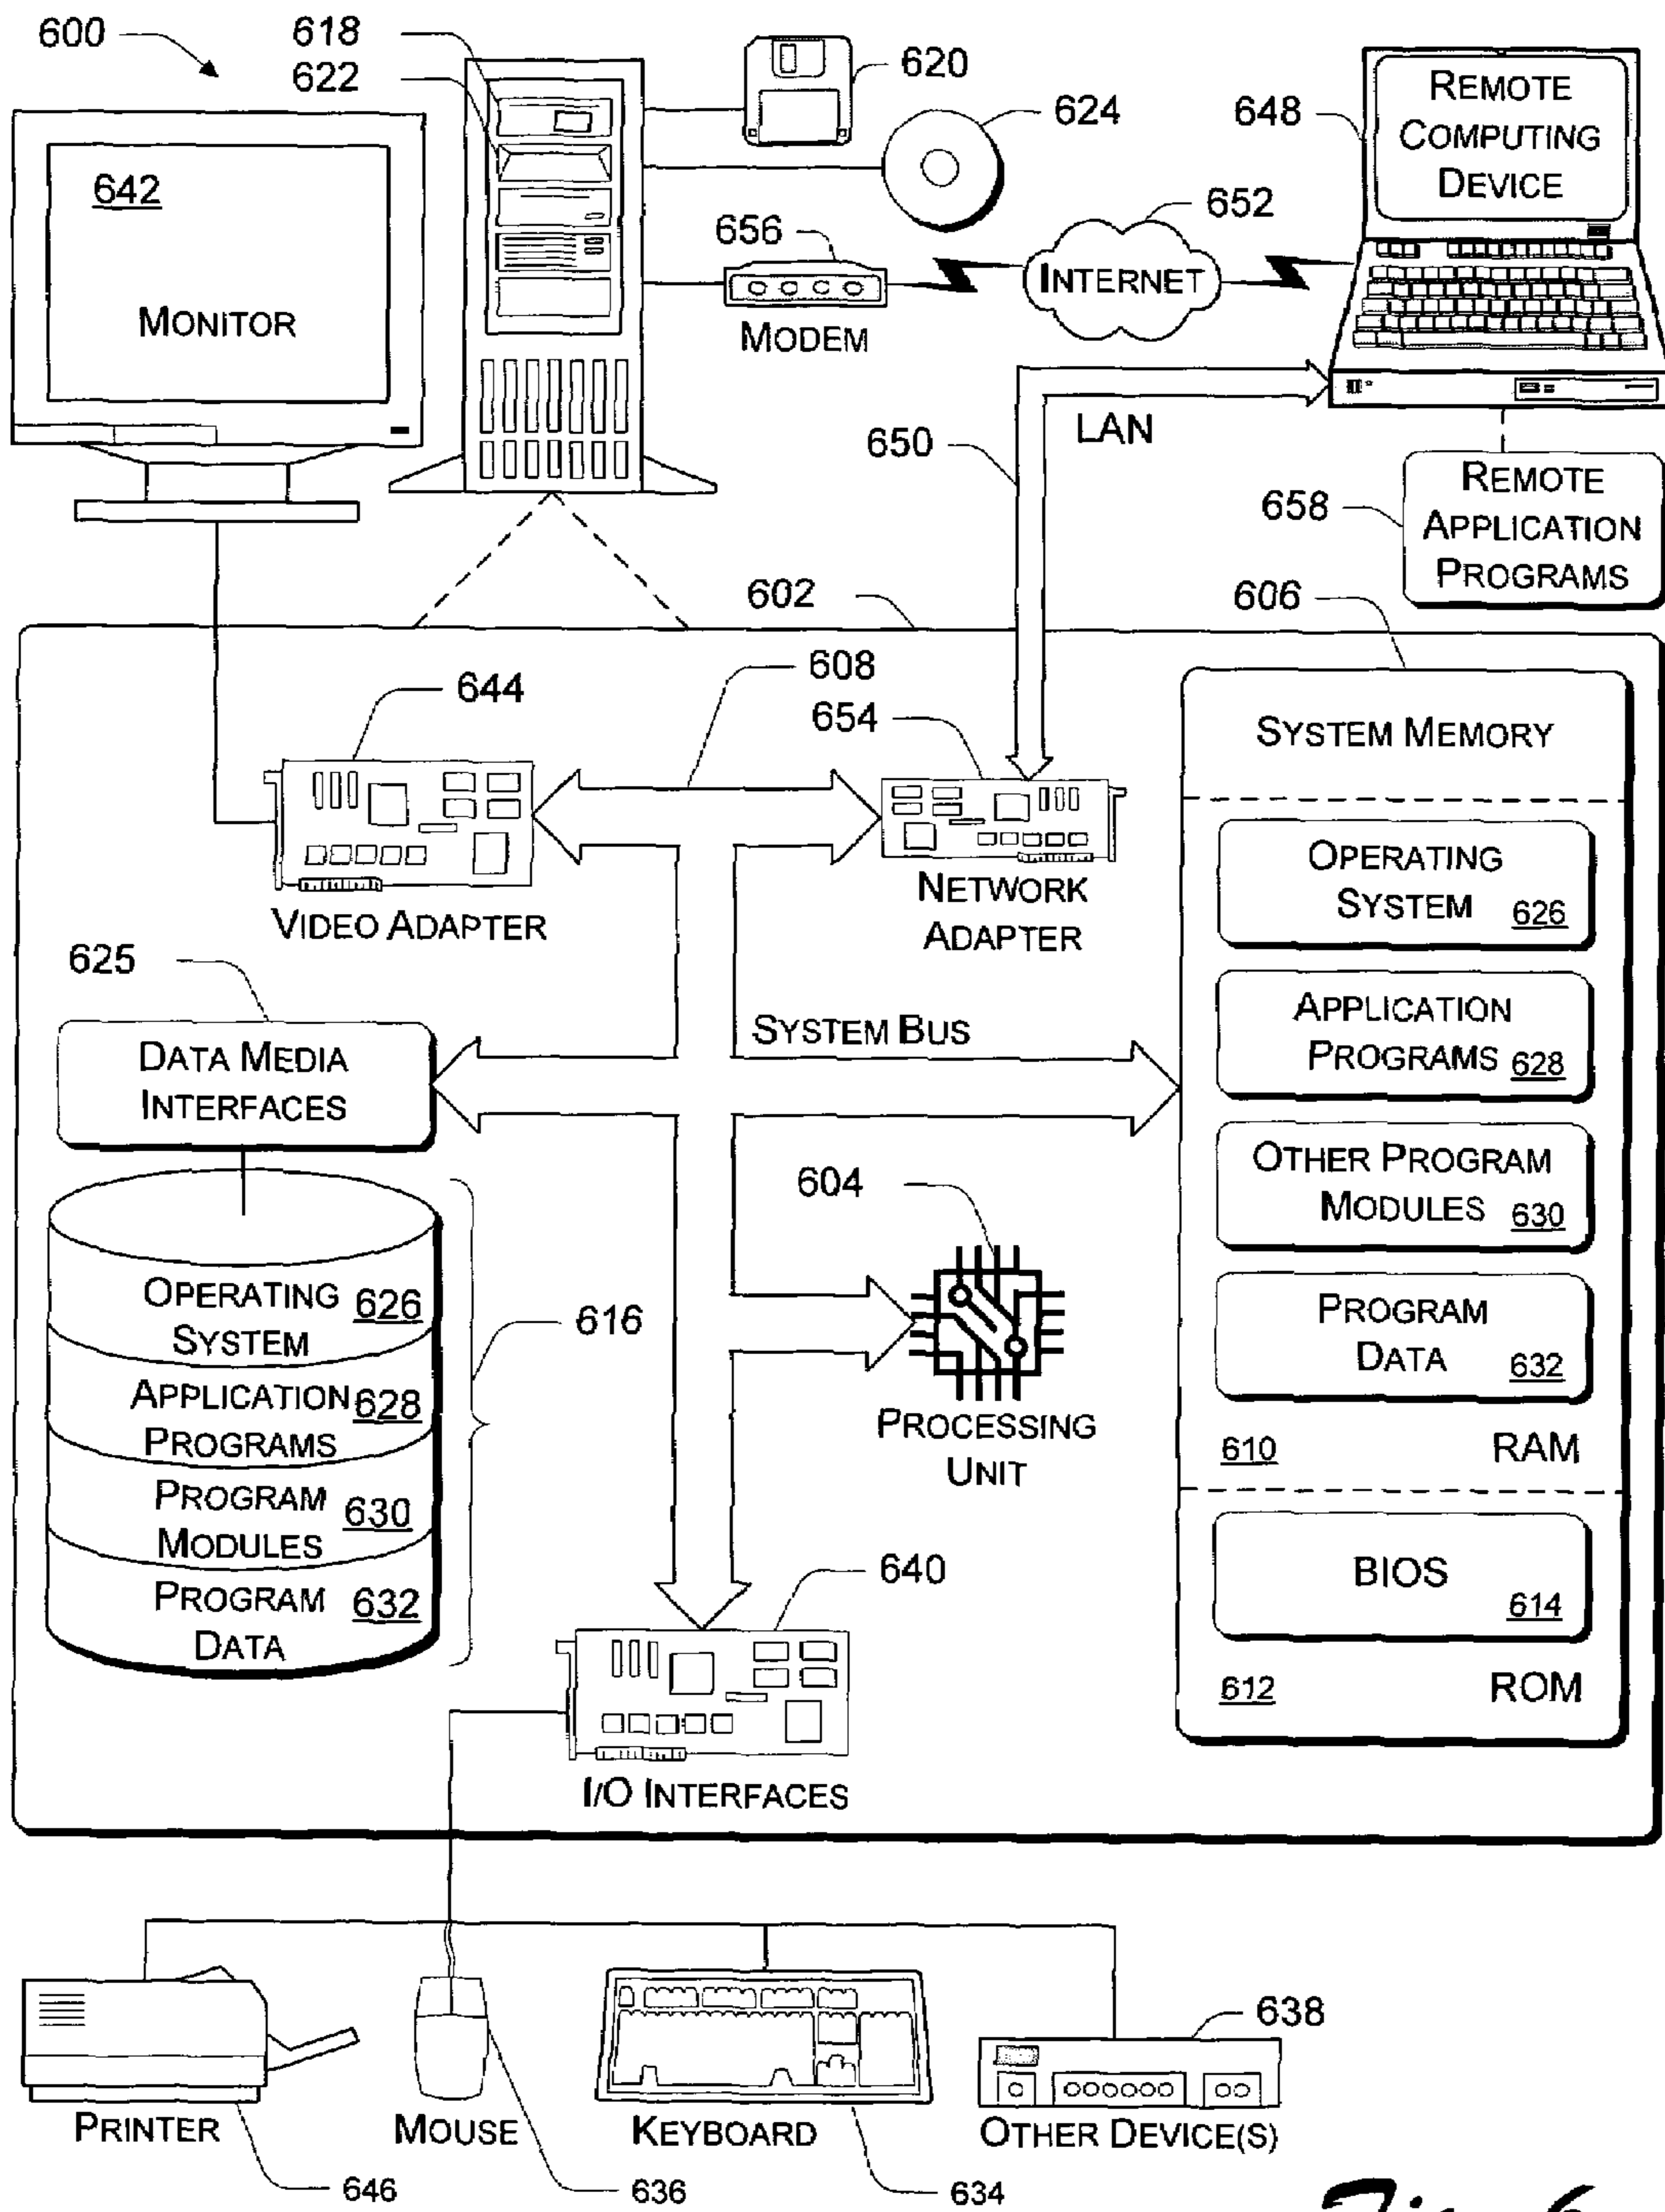 600
618
622
620
624
648
REMOTE
COMPUTING
DEVICE
642
MONITOR
656
MODEM
652
INTERNET
650
LAN
658
REMOTE
APPLICATION
PROGRAMS
602
606
608
644
654
SYSTEM MEMORY
VIDEO ADAPTER
NETWORK
ADAPTER
OPERATING
SYSTEM 626
625
DATA MEDIA
INTERFACES
SYSTEM BUS
APPLICATION
PROGRAMS 628
OTHER PROGRAM
MODULES 630
604
PROCESSING
UNIT
PROGRAM
DATA 632
610 RAM
OPERATING 626
SYSTEM
APPLICATION 628
PROGRAMS
PROGRAM 630
MODULES
PROGRAM 632
DATA
616
BIOS
614
612 ROM
640
I/O INTERFACES
PRINTER
646
MOUSE
636
KEYBOARD
634
638
OTHER DEVICE(S)
Fig. 6